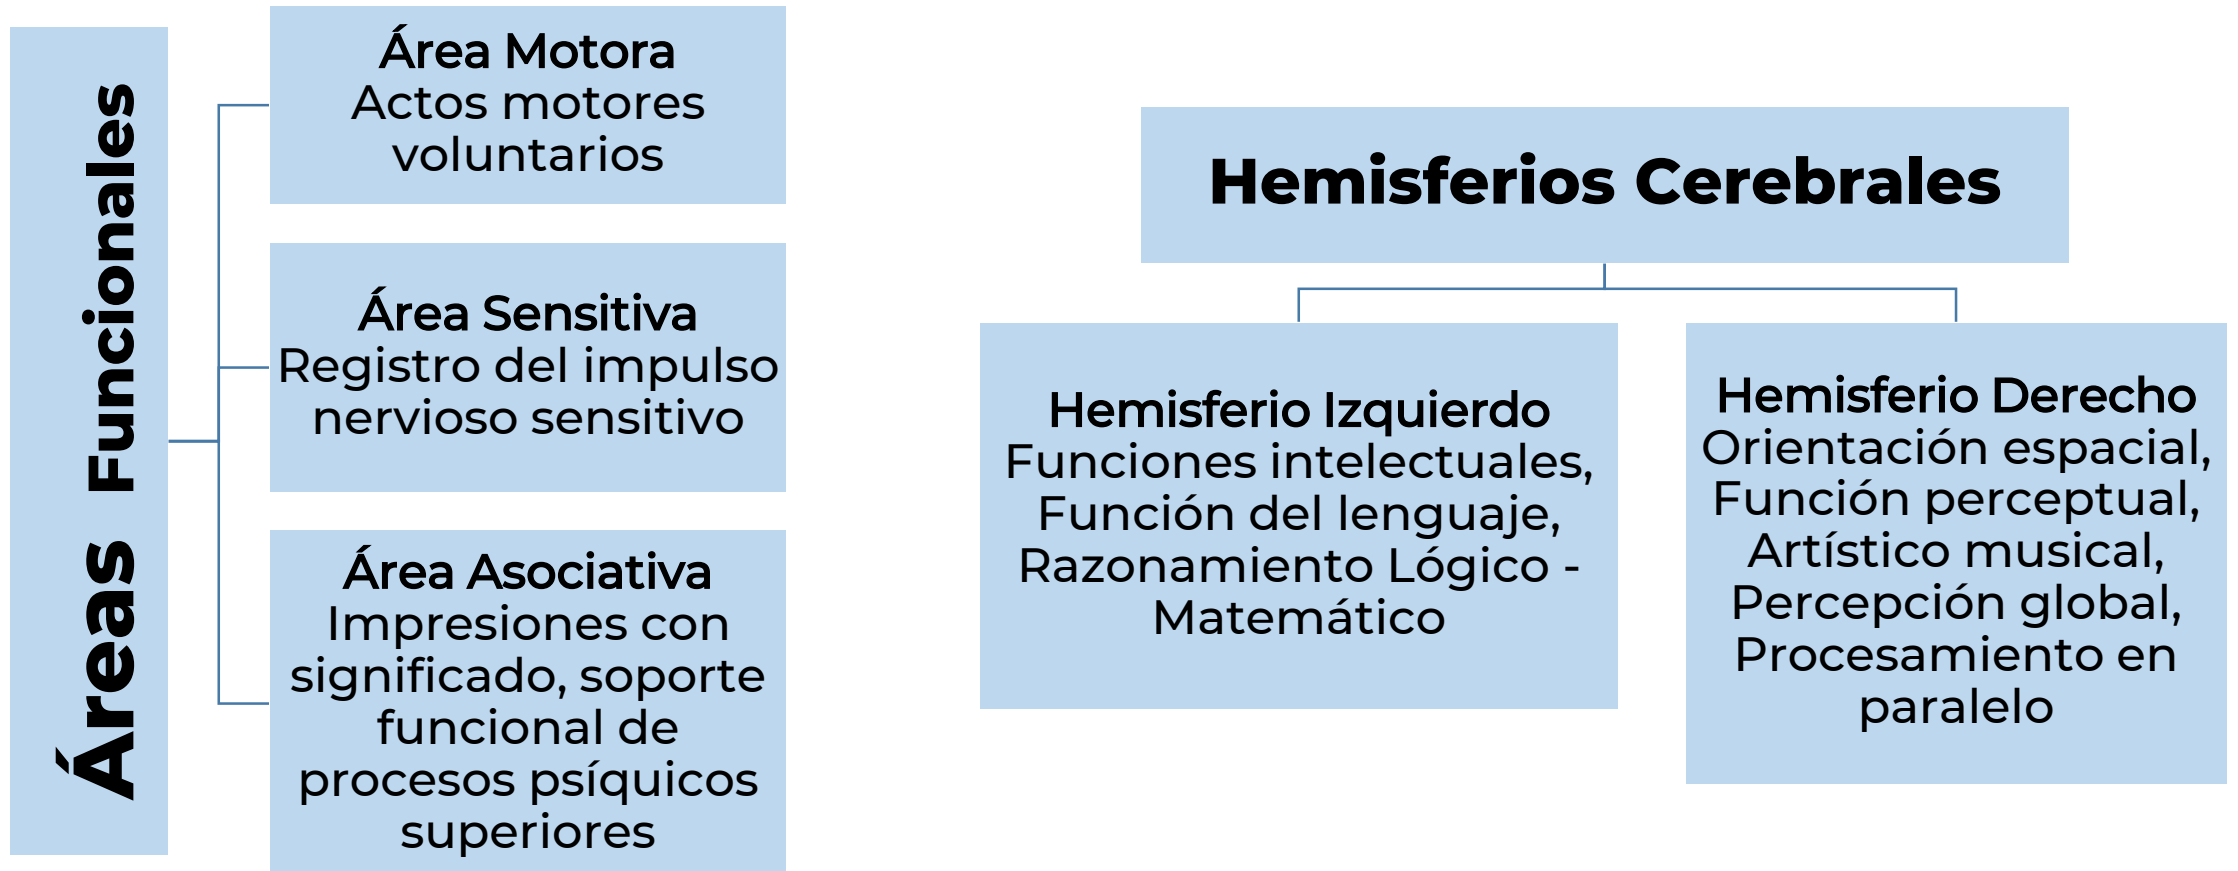 Áreas Funcionales
Área Motora
Actos motores
voluntarios
Área Sensitiva
Registro del impulso
nervioso sensitivo
Área Asociativa
Impresiones con
significado, soporte
funcional de
procesos psíquicos
superiores
Hemisferios Cerebrales
Hemisferio Izquierdo
Funciones intelectuales,
Función del lenguaje,
Razonamiento Lógico -
Matemático
Hemisferio Derecho
Orientación espacial,
Función perceptual,
Artístico musical,
Percepción global,
Procesamiento en
paralelo